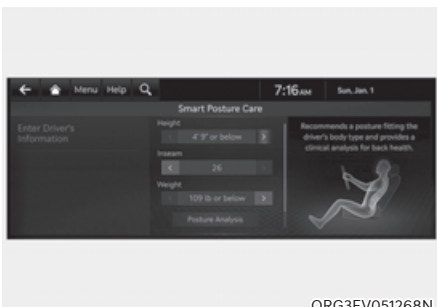 Menu Help 7:16AM Sun, Jan. 1
Smart Posture Care
Enter Driver's
Information
Height
4' 9" or below
Inseam
26
Weight
109 lb or below
Posture Analysis
Recommends a posture fitting the
driver's body type and provides a
clinical analysis for back health.
ORG3EV051268N